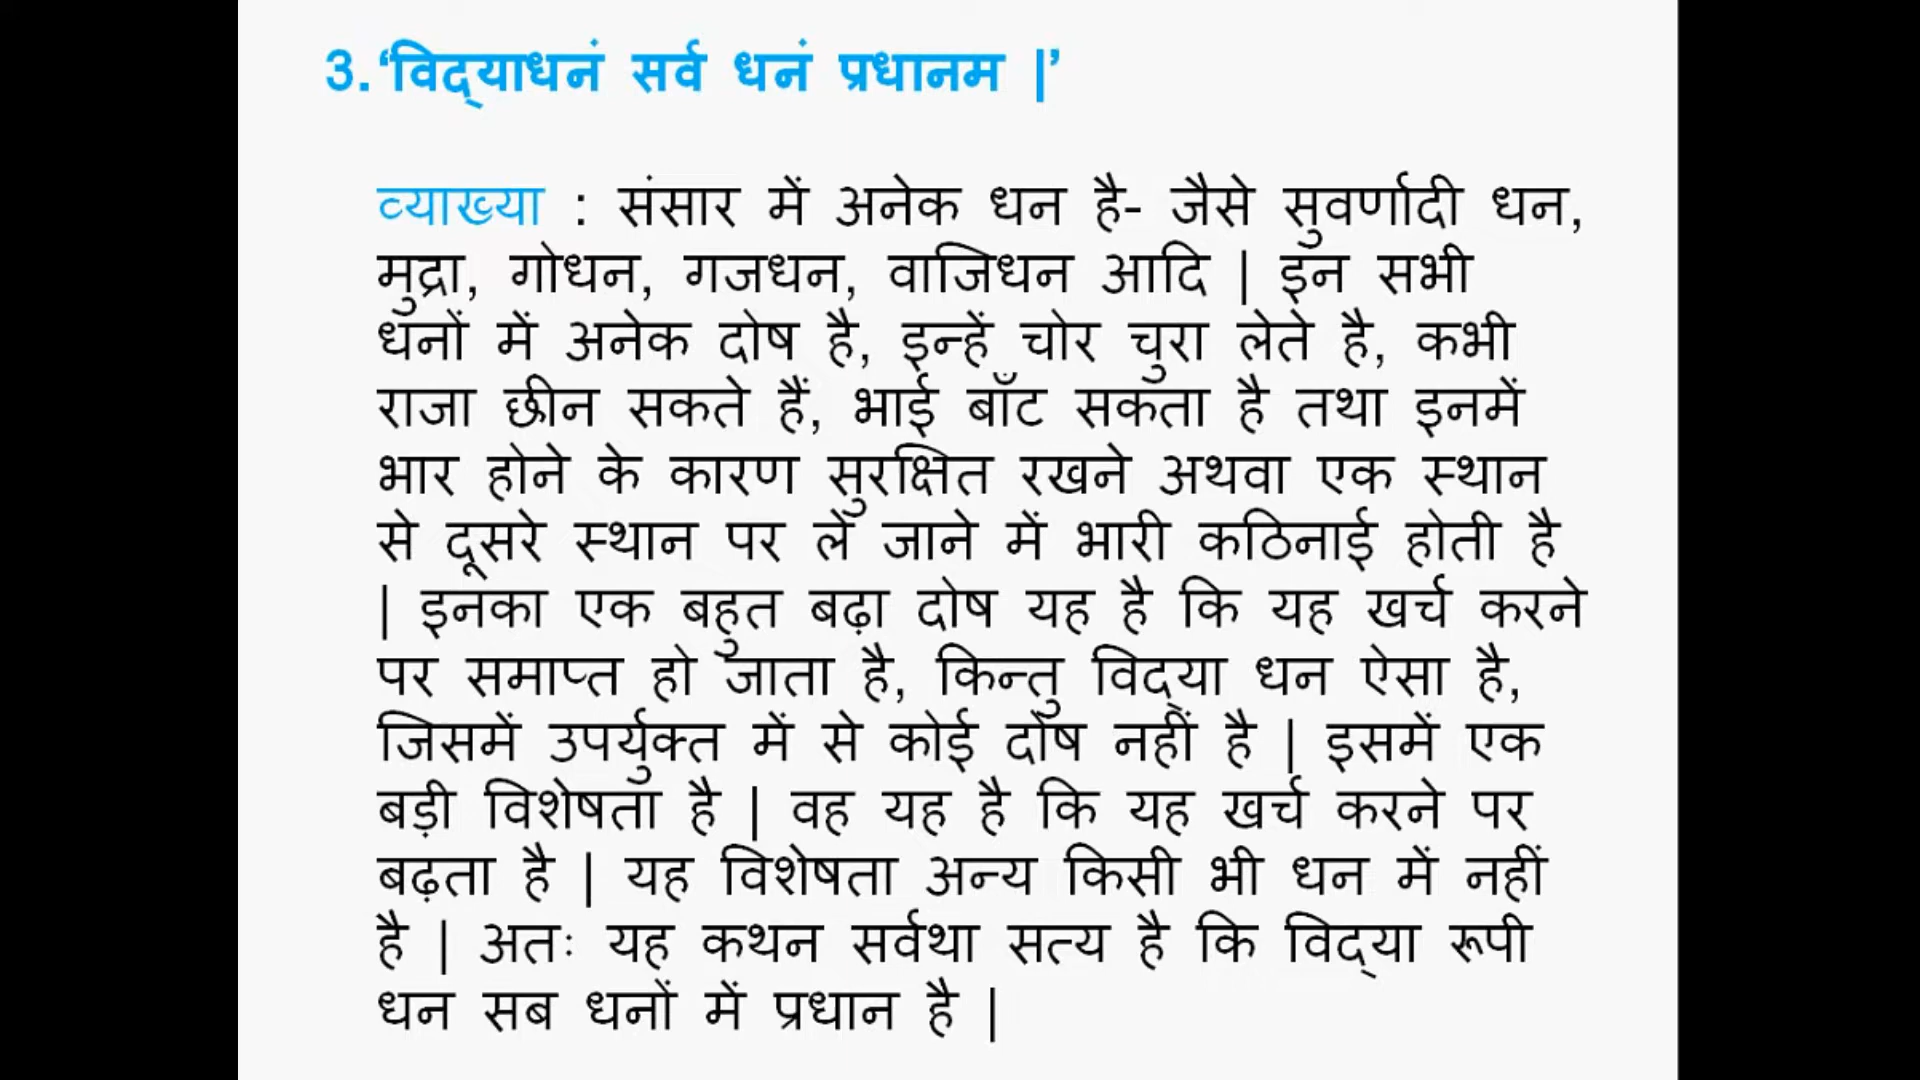 3.‘विद्‌याधनं सर्व धनं प्रधानम |’
व्याख्या : संसार में अनेक धन है- जैसे सुवर्णादी धन,
मुद्रा, गोधन, गजधन, वाजिधन आदि | इन सभी
धनों में अनेक दोष है, इन्हें चोर चुरा लेते है, कभी
राजा छीन सकते हैं, भाई बाँट सकता है तथा इनमें
भार होने के कारण सुरक्षित रखने अथवा एक स्थान
से दूसरे स्थान पर ले जाने में भारी कठिनाई होती है
| इनका एक बहुत बढ़ा दोष यह है कि यह खर्च करने
पर समाप्त हो जाता है, किन्तु विद्‌या धन ऐसा है,
जिसमें उपर्युक्त में से कोई दोष नहीं है | इसमें एक
बड़ी विशेषता है | वह यह है कि यह खर्च करने पर
बढ़ता है | यह विशेषता अन्य किसी भी धन में नहीं
है | अतः यह कथन सर्वथा सत्य है कि विद्‌या रूपी
धन सब धनों में प्रधान है |